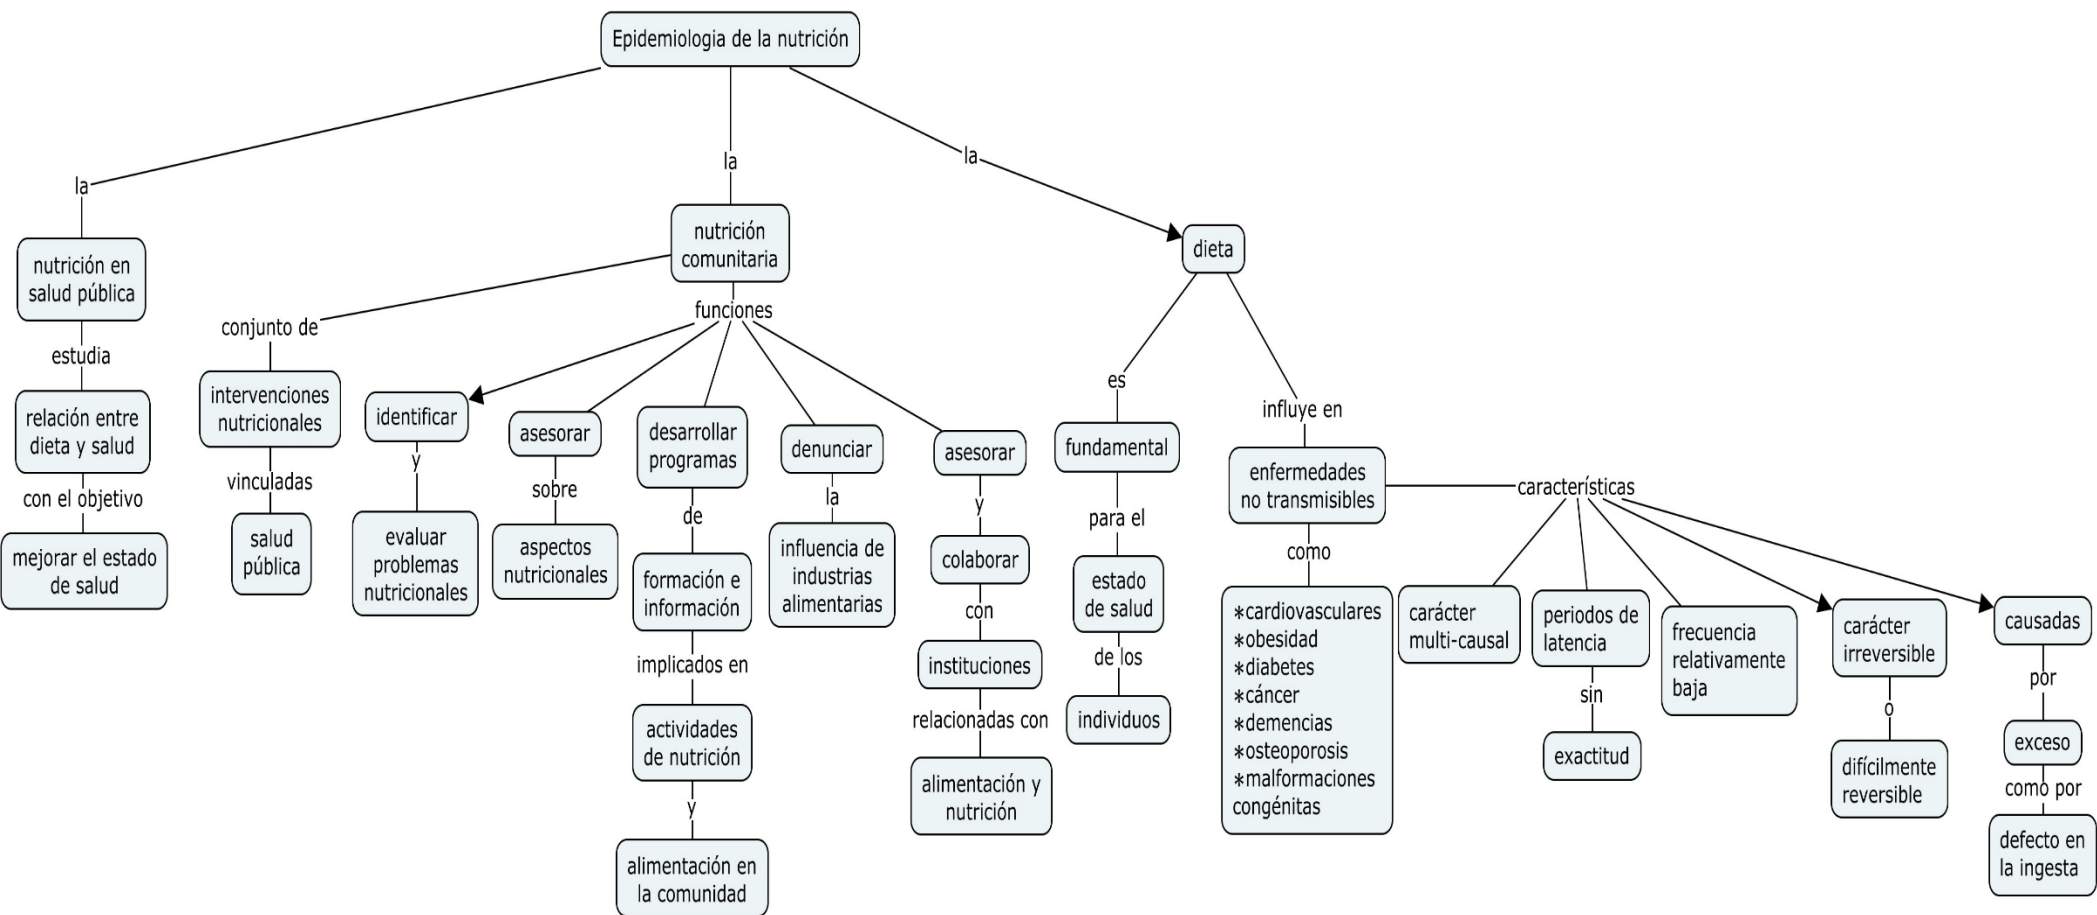 Epidemiologia de la nutrición
la
nutrición en
salud pública
estudia
relación entre
dieta y salud
con el objetivo
mejorar el estado
de salud
la
nutrición
comunitaria
conjunto de
intervenciones
nutricionales
vinculadas
salud
pública
funciones
identificar
y
evaluar
problemas
nutricionales
asesorar
sobre
aspectos
nutricionales
desarrollar
programas
de
formación e
información
implicados en
actividades
de nutrición
y
alimentación en
la comunidad
denunciar
la
influencia de
industrias
alimentarias
asesorar
y
colaborar
con
instituciones
relacionadas con
alimentación y
nutrición
la
dieta
es
fundamental
para el
estado
de salud
de los
individuos
influye en
enfermedades
no transmisibles
como
*cardiovasculares
*obesidad
*diabetes
*cáncer
*demencias
*osteoporosis
*malformaciones
congénitas
características
carácter
multi-causal
periodos de
latencia
sin
exactitud
frecuencia
relativamente
baja
carácter
irreversible
o
difícilmente
reversible
causadas
por
exceso
como por
defecto en
la ingesta